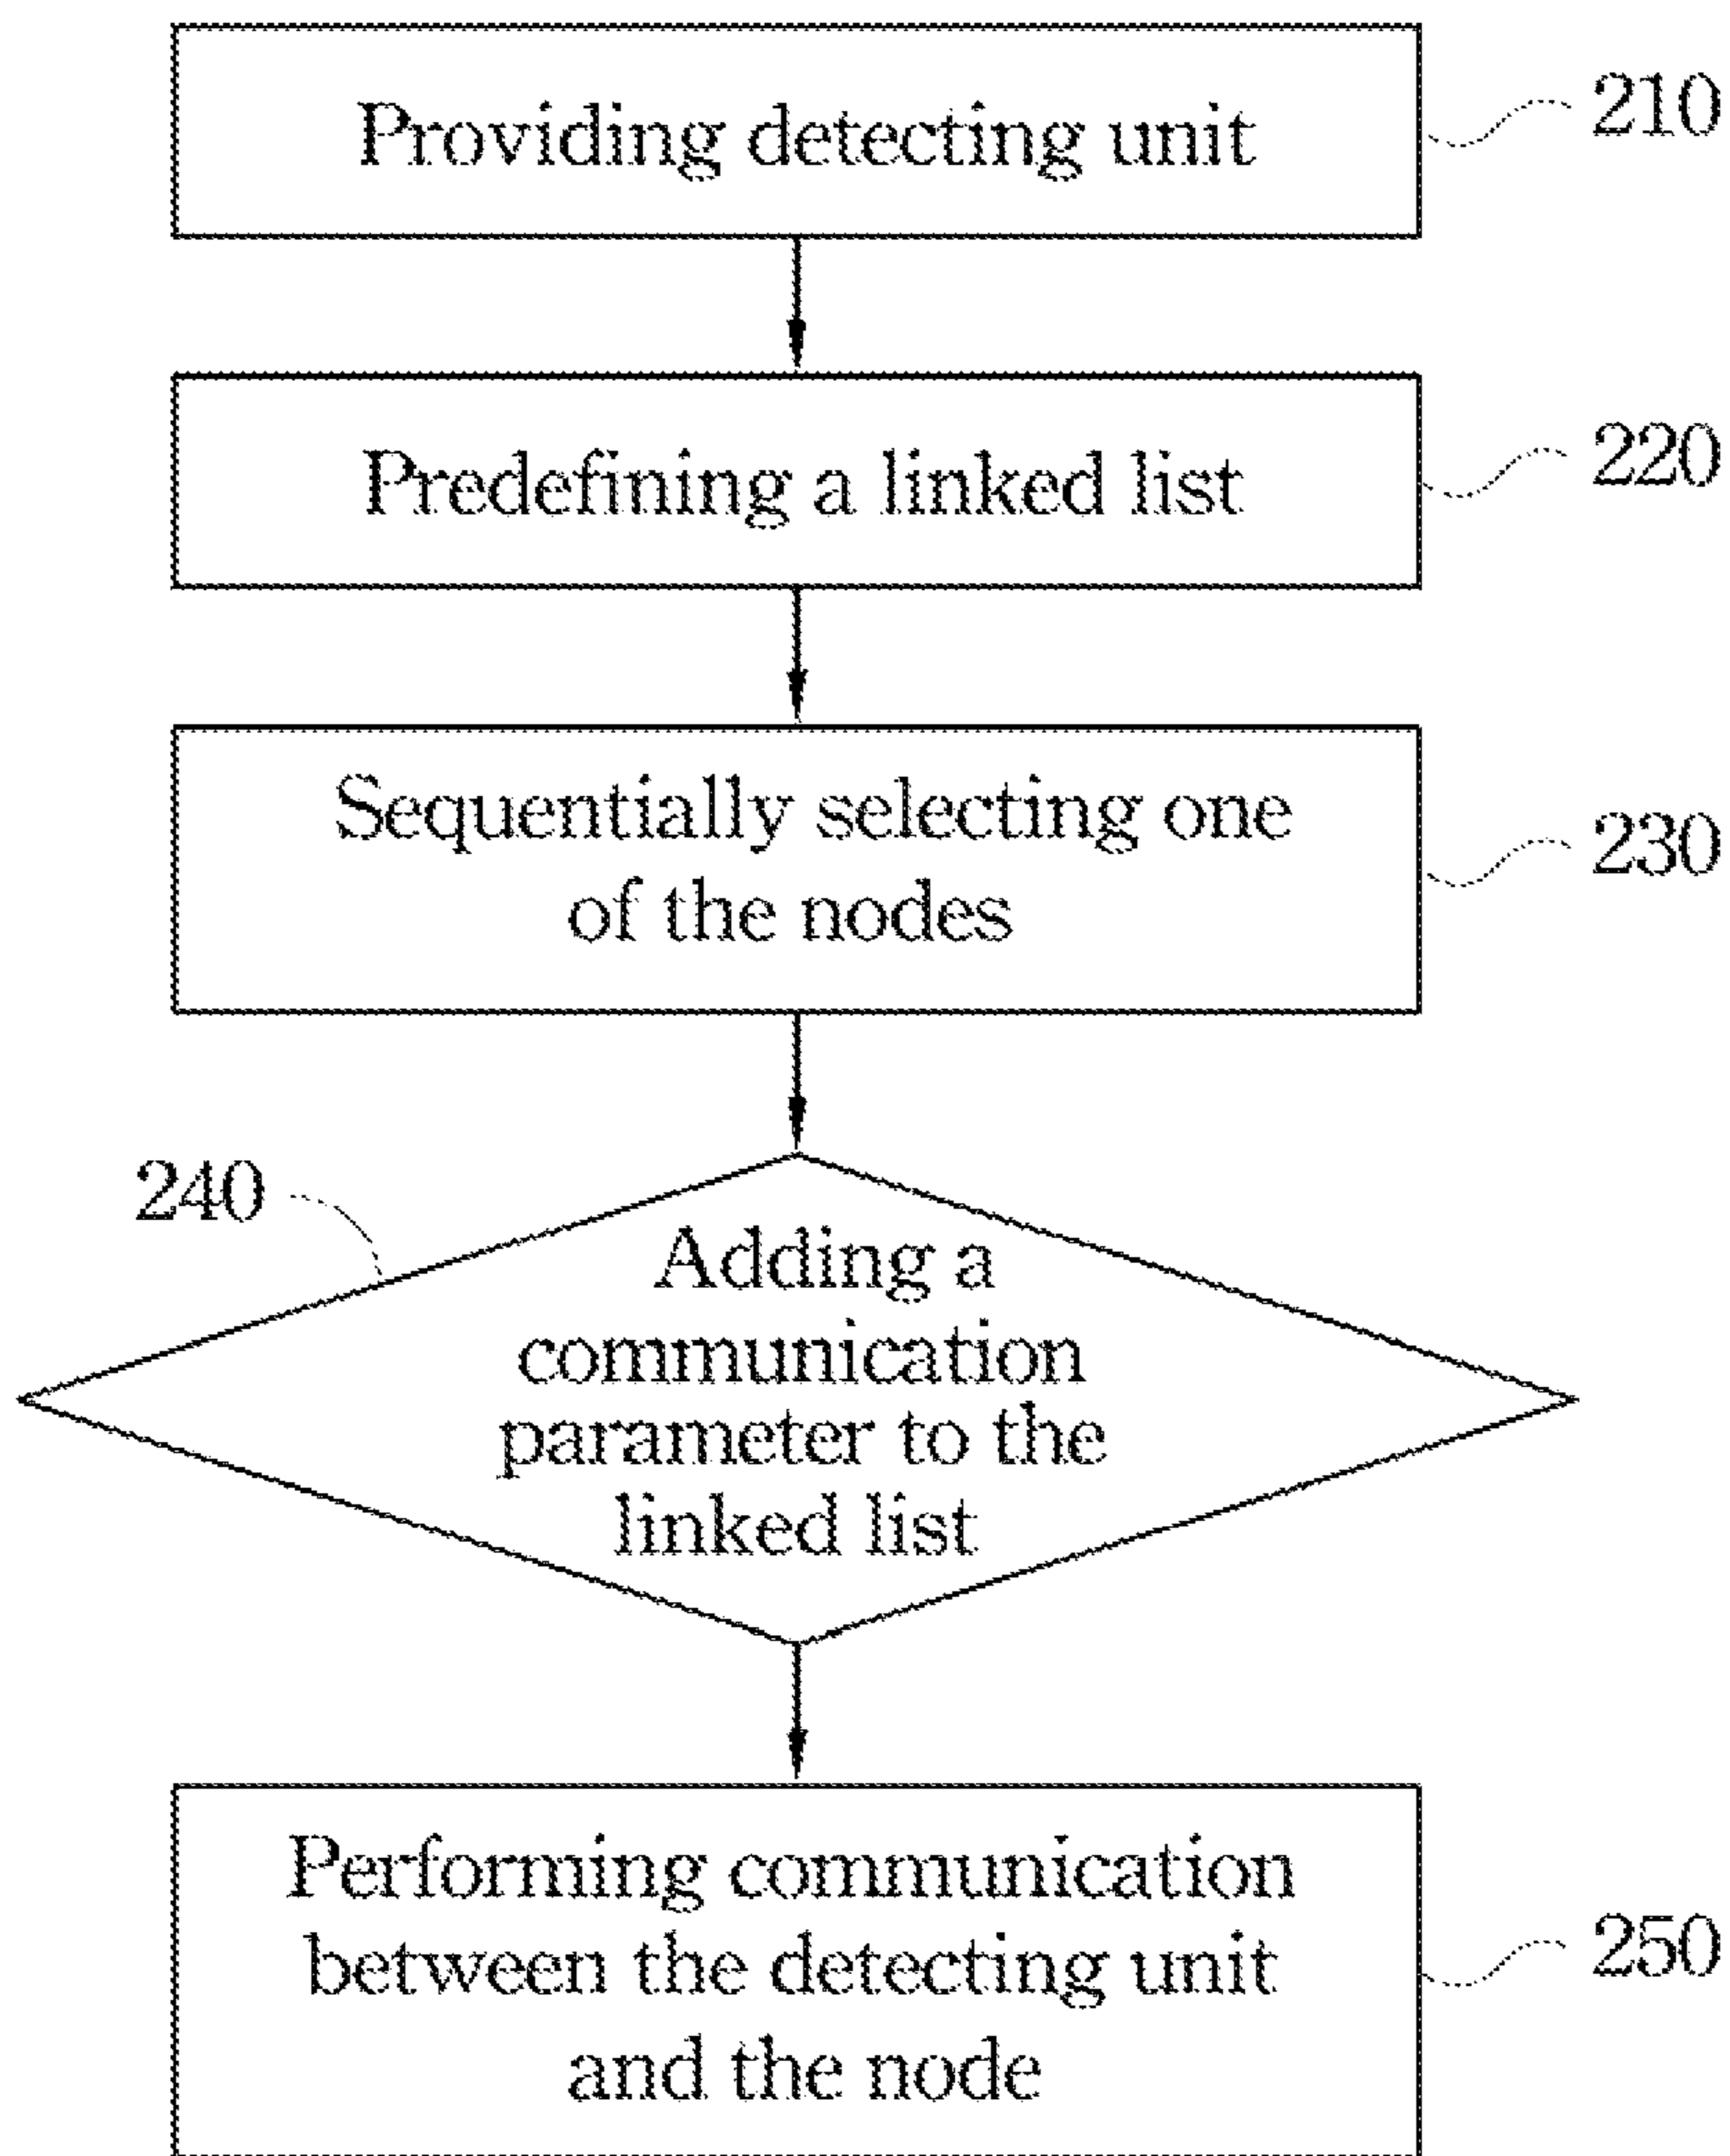 Providing detecting unit
210
Predefining a linked list
220
Sequentially selecting one
of the nodes
230
240
Adding a
communication
parameter to the
linked list
Performing communication
between the detecting unit
and the node
250